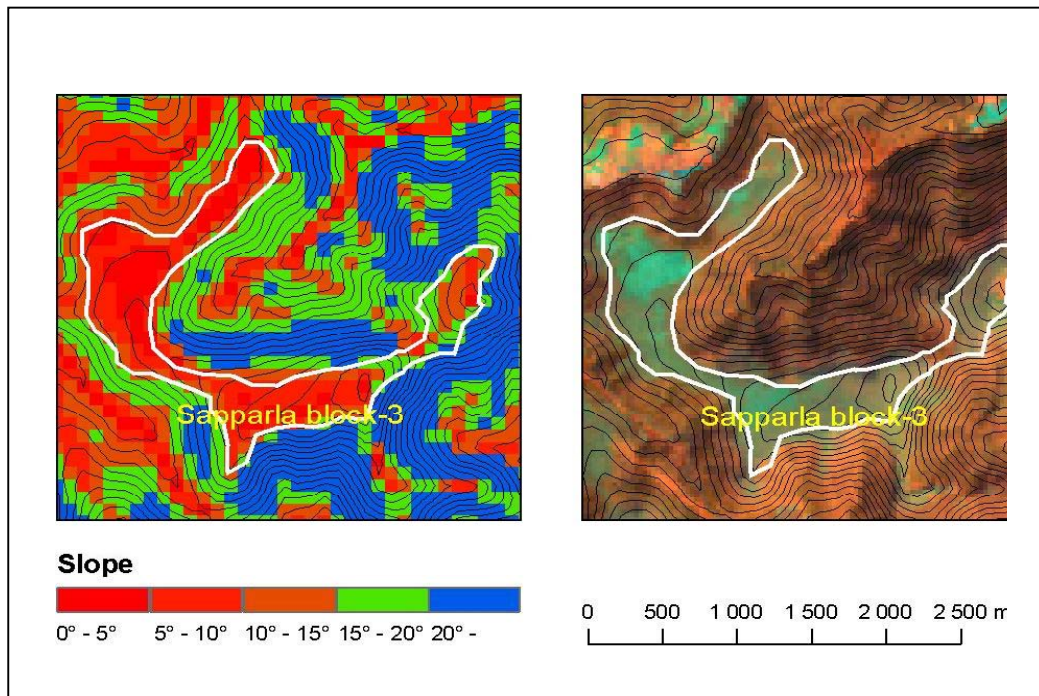 Sapparla block-3
Sapparla block-3
Slope
0° - 5° 5° - 10° 10° - 15° 15° - 20° 20° -
0 500 1 000 1 500 2 000 2 500 m